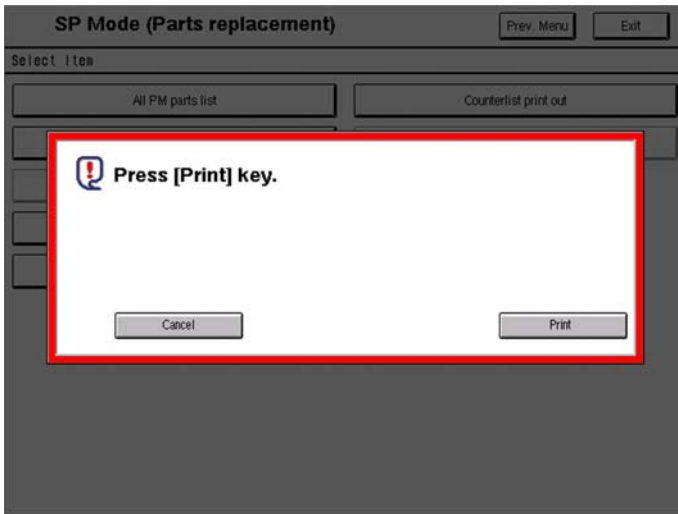 SP Mode (Parts replacement)
Prev. Menu
Exit
Select Item
All PM parts list
Counterlist print out
Press [Print] key.
Cancel
Print